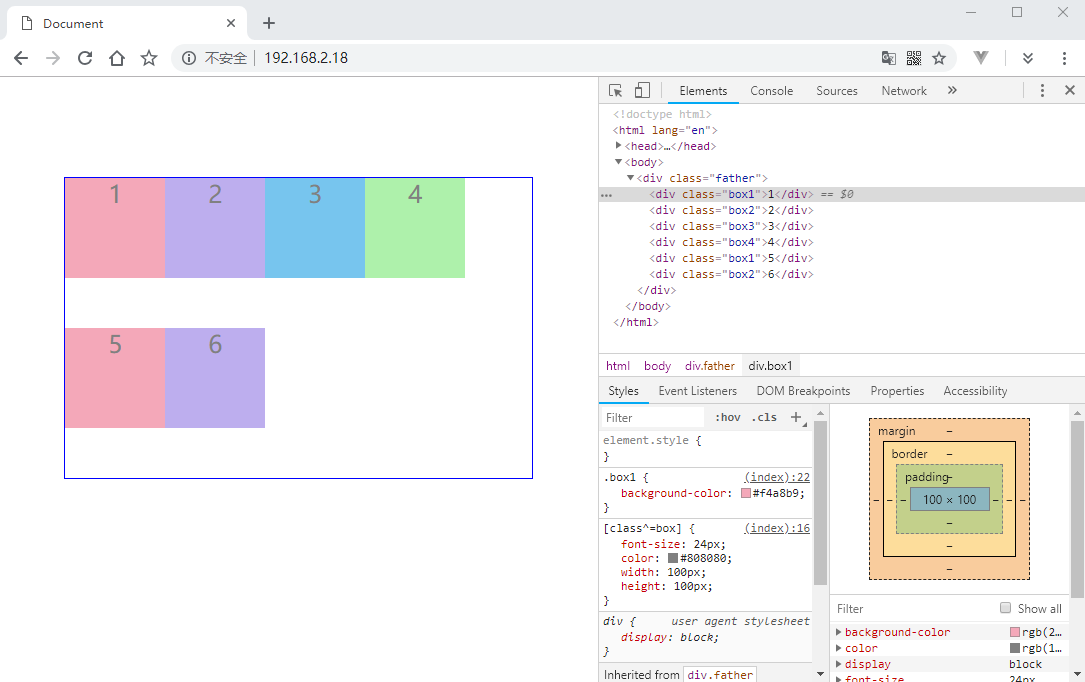 Document
不安全 192.168.2.18
1 2 3 4
5 6
Elements Console Sources Network
<!doctype html>
<html lang="en">
<head>…</head>
<body>
<div class="father">
<div class="box1">1</div> == $0
<div class="box2">2</div>
<div class="box3">3</div>
<div class="box4">4</div>
<div class="box1">5</div>
<div class="box2">6</div>
</div>
</body>
</html>
html body div.father div.box1
Styles Event Listeners DOM Breakpoints Properties Accessibility
Filter :hov .cls +
element.style {
}
.box1 { (index):22
background-color: #f4a8b9;
}
[class^=box] { (index):16
font-size: 24px;
color: #808080;
width: 100px;
height: 100px;
}
div { user agent stylesheet
display: block;
}
Inherited from div.father
margin –
border –
padding –
– – – 100 × 100 – – –
–
–
–
Filter Show all
background-color rgb(2…
color rgb(1…
display block
font-size 24px